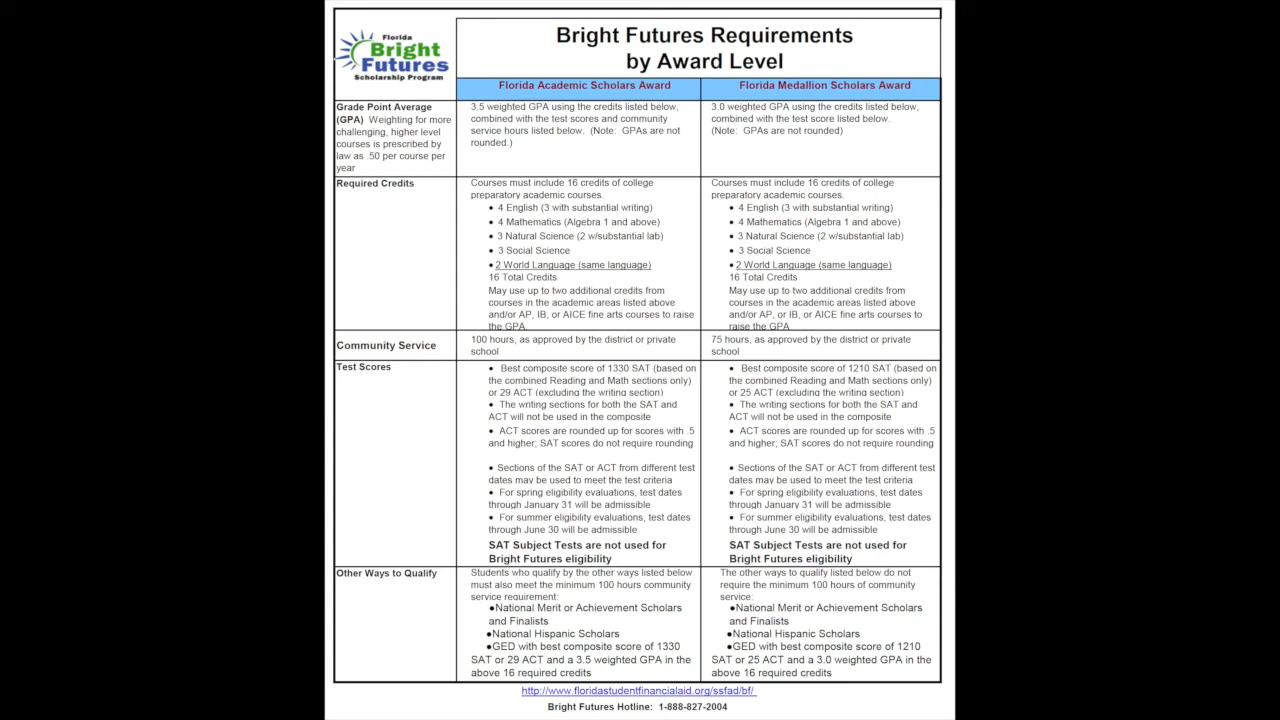 Florida
Bright
Futures
Scholarship Program
Bright Futures Requirements
by Award Level
Florida Academic Scholars Award
Florida Medallion Scholars Award
Grade Point Average
(GPA) Weighting for more
challenging, higher level
courses is prescribed by
law as .50 per course per
year
3.5 weighted GPA using the credits listed below,
combined with the test scores and community
service hours listed below. (Note: GPAs are not
rounded.)
3.0 weighted GPA using the credits listed below,
combined with the test score listed below.
(Note: GPAs are not rounded)
Required Credits
Courses must include 16 credits of college
preparatory academic courses.
• 4 English (3 with substantial writing)
• 4 Mathematics (Algebra 1 and above)
• 3 Natural Science (2 w/substantial lab)
• 3 Social Science
• 2 World Language (same language)
16 Total Credits
May use up to two additional credits from
courses in the academic areas listed above
and/or AP, IB, or AICE fine arts courses to raise
the GPA.
Courses must include 16 credits of college
preparatory academic courses.
• 4 English (3 with substantial writing)
• 4 Mathematics (Algebra 1 and above)
• 3 Natural Science (2 w/substantial lab)
• 3 Social Science
• 2 World Language (same language)
16 Total Credits
May use up to two additional credits from
courses in the academic areas listed above
and/or AP, or IB, or AICE fine arts courses to
raise the GPA
Community Service
100 hours, as approved by the district or private
school
75 hours, as approved by the district or private
school
Test Scores
• Best composite score of 1330 SAT (based on
the combined Reading and Math sections only)
or 29 ACT (excluding the writing section)
• The writing sections for both the SAT and
ACT will not be used in the composite
• ACT scores are rounded up for scores with .5
and higher; SAT scores do not require rounding
• Sections of the SAT or ACT from different test
dates may be used to meet the test criteria
• For spring eligibility evaluations, test dates
through January 31 will be admissible
• For summer eligibility evaluations, test dates
through June 30 will be admissible
SAT Subject Tests are not used for
Bright Futures eligibility
• Best composite score of 1210 SAT (based on
the combined Reading and Math sections only)
or 25 ACT (excluding the writing section)
• The writing sections for both the SAT and
ACT will not be used in the composite
• ACT scores are rounded up for scores with .5
and higher; SAT scores do not require rounding
• Sections of the SAT or ACT from different test
dates may be used to meet the test criteria
• For spring eligibility evaluations, test dates
through January 31 will be admissible
• For summer eligibility evaluations, test dates
through June 30 will be admissible
SAT Subject Tests are not used for
Bright Futures eligibility
Other Ways to Qualify
Students who qualify by the other ways listed below
must also meet the minimum 100 hours community
service requirement:
●National Merit or Achievement Scholars
and Finalists
●National Hispanic Scholars
●GED with best composite score of 1330
SAT or 29 ACT and a 3.5 weighted GPA in the
above 16 required credits
The other ways to qualify listed below do not
require the minimum 100 hours of community
service:
●National Merit or Achievement Scholars
and Finalists
●National Hispanic Scholars
●GED with best composite score of 1210
SAT or 25 ACT and a 3.0 weighted GPA in the
above 16 required credits
http://www.floridastudentfinancialaid.org/ssfad/bf/
Bright Futures Hotline: 1-888-827-2004